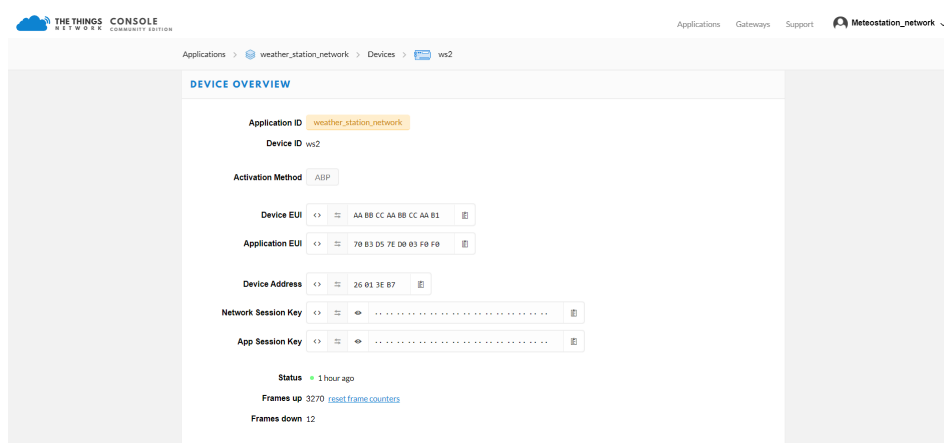 THE THINGS CONSOLE
NETWORK COMMUNITY EDITION
Applications Gateways Support Meteostation_network
Applications > weather_station_network > Devices > ws2
DEVICE OVERVIEW
Application ID weather_station_network
Device ID ws2
Activation Method ABP
Device EUI <> AA BB CC AA BB CC AA B1
Application EUI <> 70 B3 D5 7E D0 03 F0 F0
Device Address <> 26 01 3E B7
Network Session Key <> .. .. .. .. .. .. .. .. .. .. .. .. .. .. .. ..
App Session Key <> .. .. .. .. .. .. .. .. .. .. .. .. .. .. .. ..
Status 1 hour ago
Frames up 3270 reset frame counters
Frames down 12